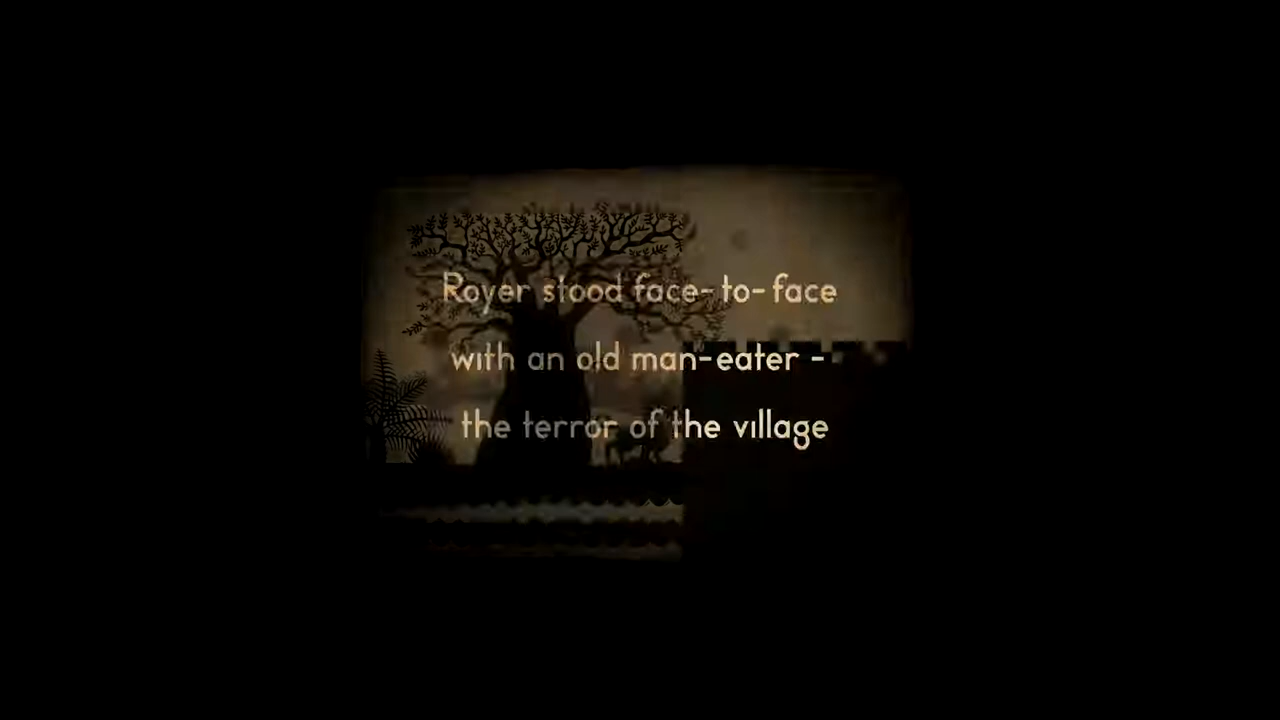 Royer stood face-to-face
with an old man-eater -
the terror of the village